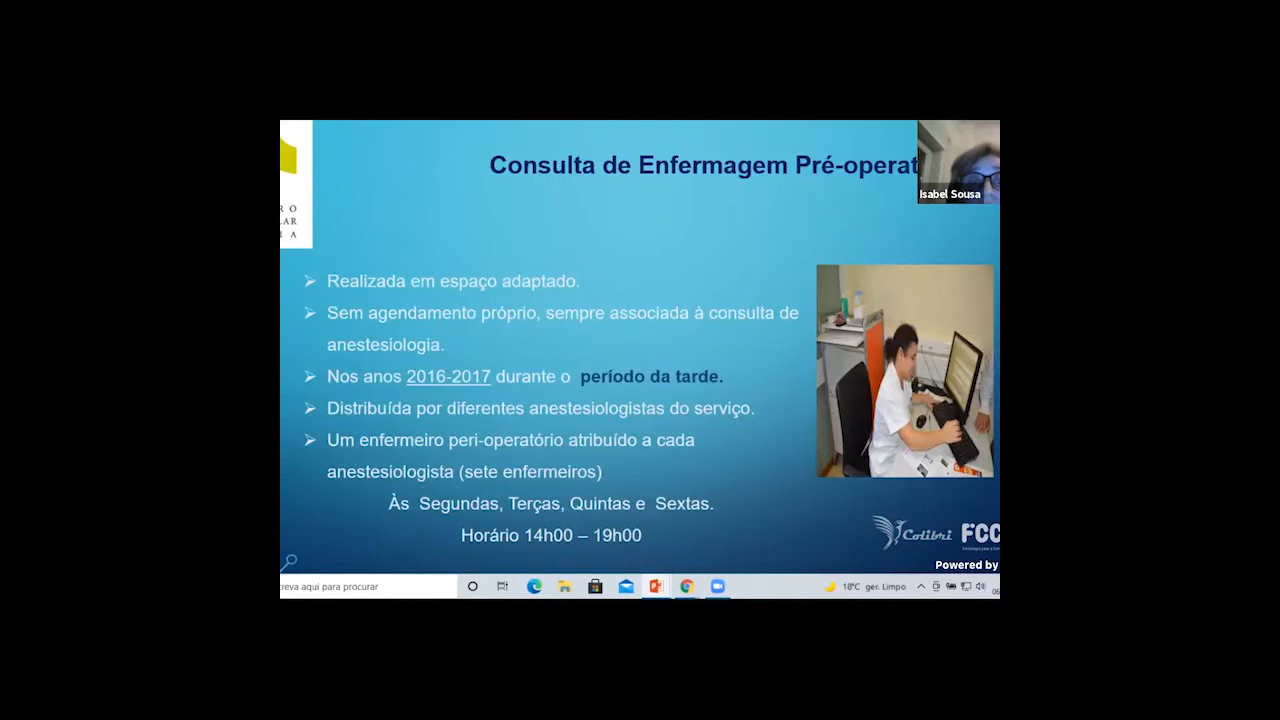 Consulta de Enfermagem Pré-operat
Isabel Sousa
R O
LAR
I A
Realizada em espaço adaptado.
Sem agendamento próprio, sempre associada à consulta de
anestesiologia.
Nos anos 2016-2017 durante o período da tarde.
Distribuída por diferentes anestesiologistas do serviço.
Um enfermeiro peri-operatório atribuído a cada
anestesiologista (sete enfermeiros)
Às Segundas, Terças, Quintas e Sextas.
Horário 14h00 – 19h00
Colibri FCC
Powered by
creva aqui para procurar
18°C ger. Limpo